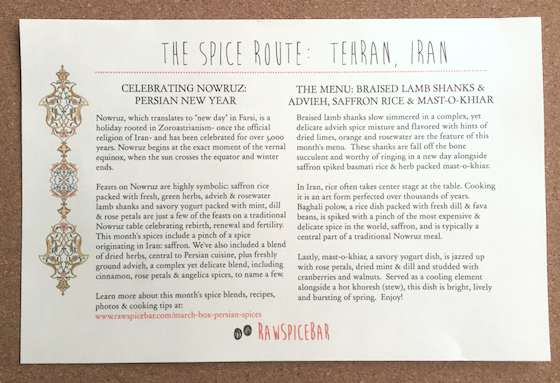 THE SPICE ROUTE: TEHRAN, IRAN
CELEBRATING NOWRUZ:
PERSIAN NEW YEAR
Nowruz, which translates to "new day" in Farsi, is a
holiday rooted in Zoroastrianism- once the official
religion of Iran- and has been celebrated for over 3,000
years. Nowruz begins at the exact moment of the vernal
equinox, when the sun crosses the equator and winter
ends.
Feasts on Nowruz are highly symbolic: saffron rice
packed with fresh, green herbs, advieh & rosewater
lamb shanks and savory yogurt packed with mint, dill
& rose petals are just a few of the feasts on a traditional
Nowruz table celebrating rebirth, renewal and fertility.
This month's spices include a pinch of a spice
originating in Iran: saffron. We've also included a blend
of dried herbs, central to Persian cuisine, plus freshly
ground advieh, a complex yet delicate blend, including
cinnamon, rose petals & angelica spices, to name a few.
Learn more about this month's spice blends, recipes,
photos & cooking tips at:
www.rawspicebar.com/march-box-persian-spices
THE MENU: BRAISED LAMB SHANKS &
ADVIEH, SAFFRON RICE & MAST-O-KHIAR
Braised lamb shanks slow simmered in a complex, yet
delicate advieh spice mixture and flavored with hints of
dried limes, orange and rosewater are the feature of this
month's menu. These shanks are fall off the bone
succulent and worthy of ringing in a new day alongside
saffron spiked basmati rice & herb packed mast-o-khiar.
In Iran, rice often takes center stage at the table. Cooking
it is an art form perfected over thousands of years.
Baghali polow, a rice dish packed with fresh dill & fava
beans, is spiked with a pinch of the most expensive &
delicate spice in the world, saffron, and is typically a
central part of a traditional Nowruz meal.
Lastly, mast-o-khiar, a savory yogurt dish, is jazzed up
with rose petals, dried mint & dill and studded with
cranberries and walnuts. Served as a cooling element
alongside a hot khoresh (stew), this dish is bright, lively
and bursting of spring. Enjoy!
RAWSPICEBAR